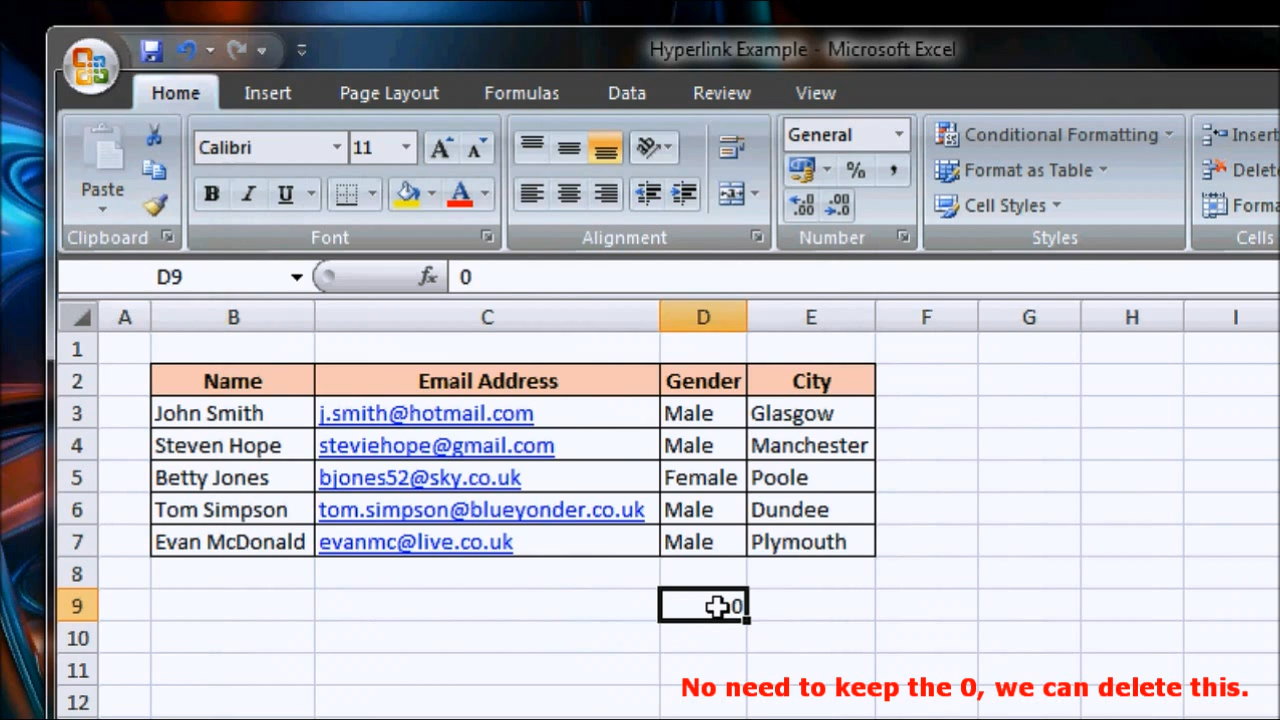 Hyperlink Example - Microsoft Excel
Home Insert Page Layout Formulas Data Review View
Calibri 11 General Conditional Formatting Insert
Paste B I U A % , Format as Table Delete
.00 .00 Cell Styles Forma
Clipboard Font Alignment Number Styles Cells
D9 fx 0
A B C D E F G H I
1
2 Name Email Address Gender City
3 John Smith j.smith@hotmail.com Male Glasgow
4 Steven Hope steviehope@gmail.com Male Manchester
5 Betty Jones bjones52@sky.co.uk Female Poole
6 Tom Simpson tom.simpson@blueyonder.co.uk Male Dundee
7 Evan McDonald evanmc@live.co.uk Male Plymouth
8
9 0
10
11
12
No need to keep the 0, we can delete this.